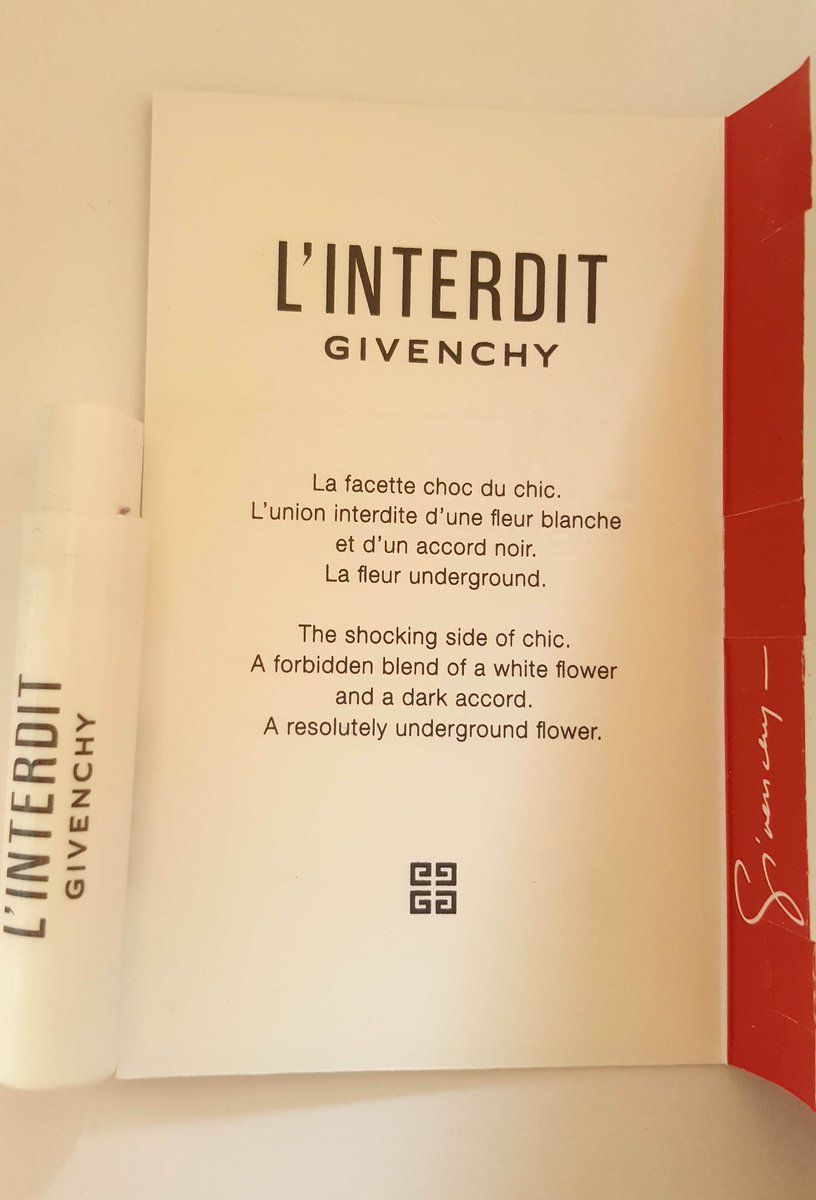 L'INTERDIT
GIVENCHY
La facette choc du chic.
L'union interdite d'une fleur blanche
et d'un accord noir.
La fleur underground.
The shocking side of chic.
A forbidden blend of a white flower
and a dark accord.
A resolutely underground flower.
L'INTERDIT
GIVENCHY
Givenchy